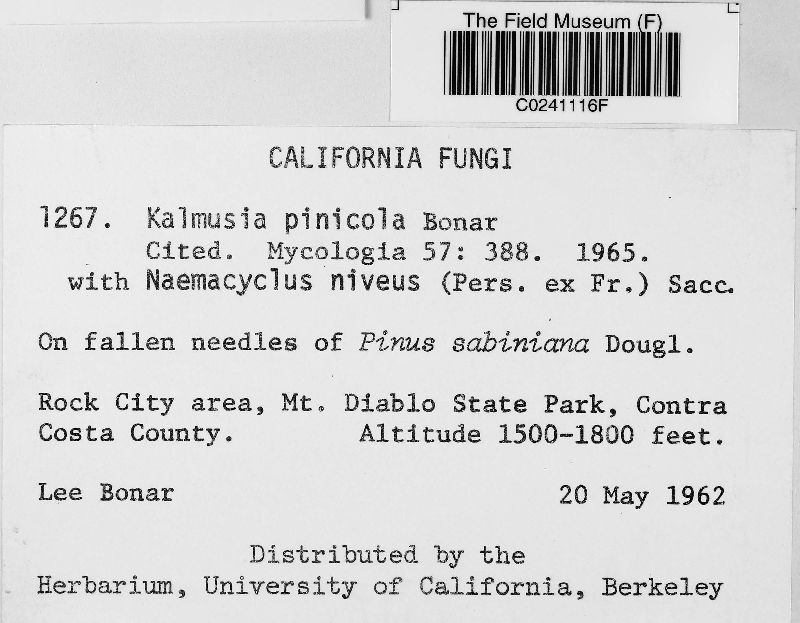 The Field Museum (F)
C0241116F
CALIFORNIA FUNGI
1267. Kalmusia pinicola Bonar
Cited. Mycologia 57: 388. 1965.
with Naemacyclus niveus (Pers. ex Fr.) Sacc.
On fallen needles of Pinus sabiniana Dougl.
Rock City area, Mt. Diablo State Park, Contra
Costa County. Altitude 1500-1800 feet.
Lee Bonar 20 May 1962
Distributed by the
Herbarium, University of California, Berkeley